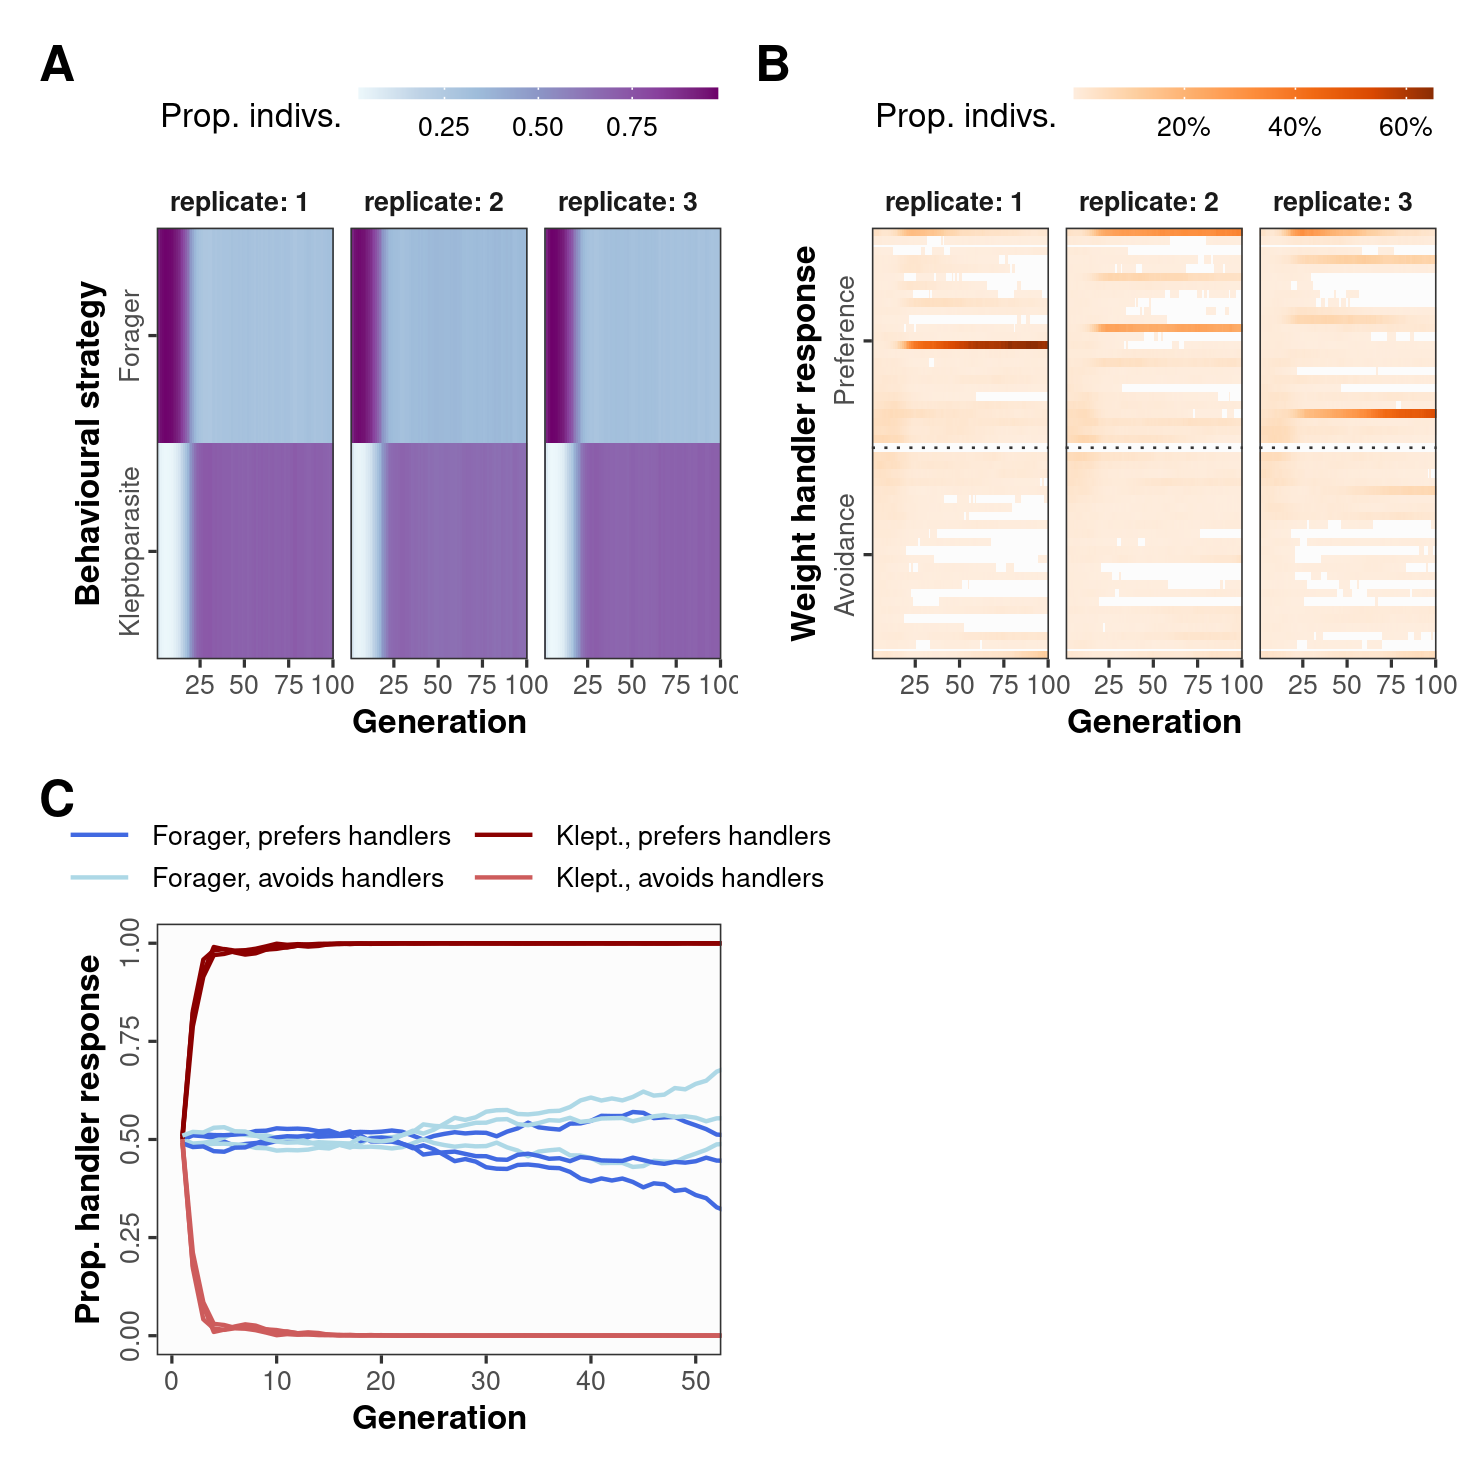 A
Prop. indivs.
0.25 0.50 0.75
replicate: 1 replicate: 2 replicate: 3
Behavioural strategy
Forager
Kleptoparasite
25 50 75 100 25 50 75 100 25 50 75 100
Generation
B
Prop. indivs.
20% 40% 60%
replicate: 1 replicate: 2 replicate: 3
Weight handler response
Preference
Avoidance
25 50 75 100 25 50 75 100 25 50 75 100
Generation
C
Forager, prefers handlers Klept., prefers handlers
Forager, avoids handlers Klept., avoids handlers
Prop. handler response
1.00
0.75
0.50
0.25
0.00
0 10 20 30 40 50
Generation